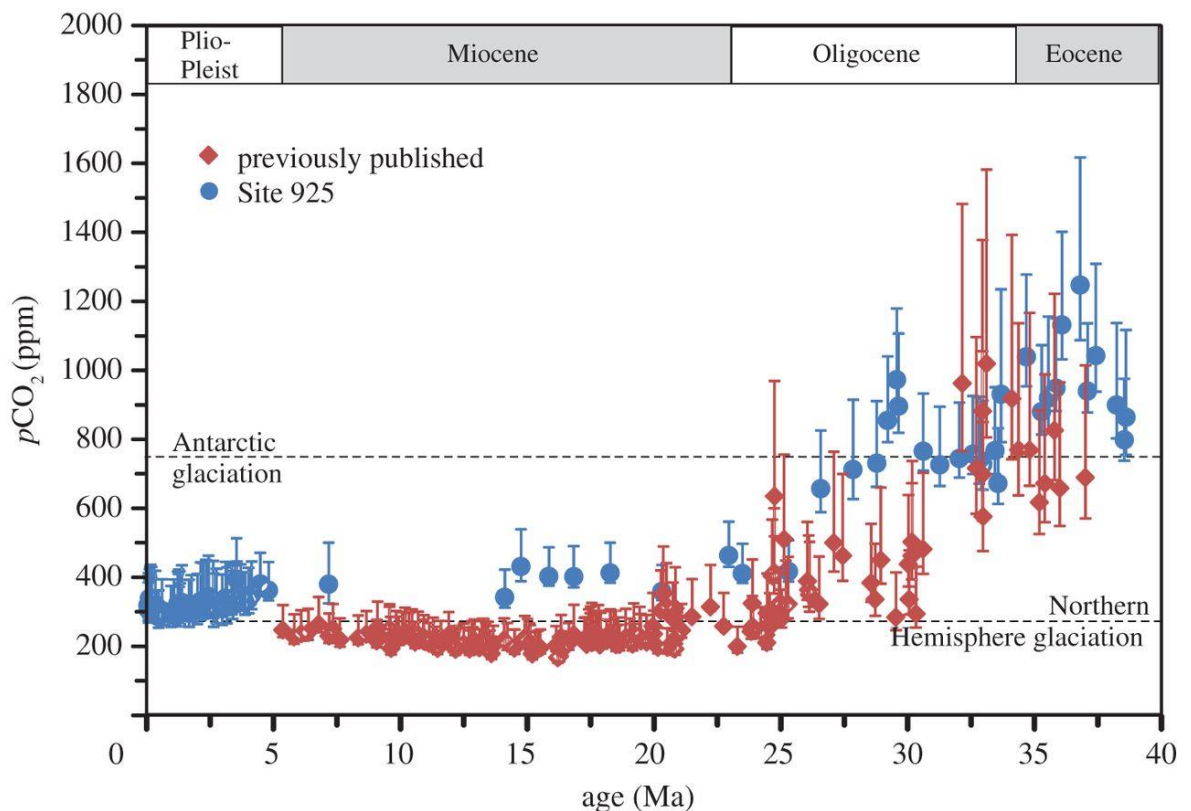 2000
1800
1600
1400
1200
1000
800
600
400
200
pCO2 (ppm)
Plio-
Pleist
Miocene
Oligocene
Eocene
previously published
Site 925
Antarctic
glaciation
Northern
Hemisphere glaciation
0
5
10
15
20
25
30
35
40
age (Ma)